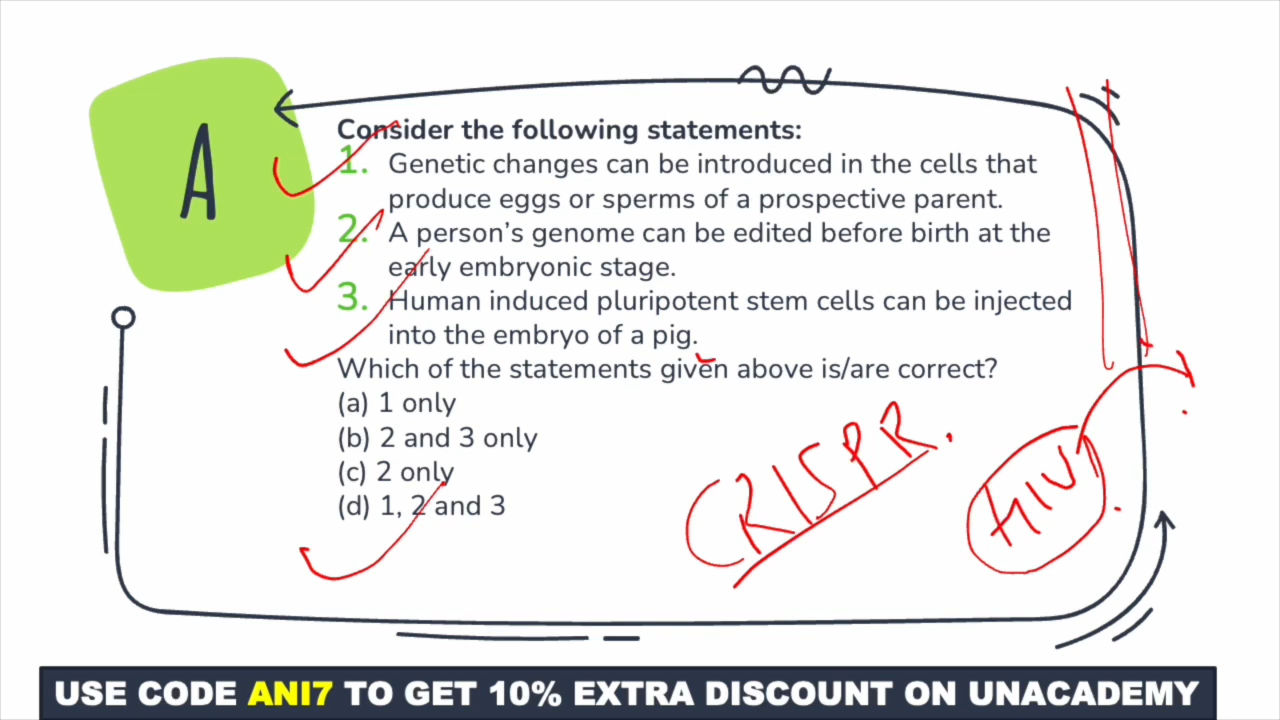 A
Consider the following statements:
1. Genetic changes can be introduced in the cells that
produce eggs or sperms of a prospective parent.
2. A person's genome can be edited before birth at the
early embryonic stage.
3. Human induced pluripotent stem cells can be injected
into the embryo of a pig.
Which of the statements given above is/are correct?
(a) 1 only
(b) 2 and 3 only
(c) 2 only
(d) 1, 2 and 3
CRISPR.
HIV
USE CODE ANI7 TO GET 10% EXTRA DISCOUNT ON UNACADEMY